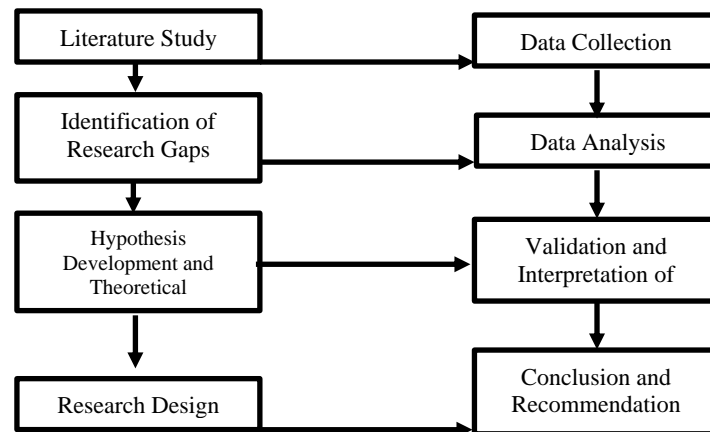 Literature Study
Identification of
Research Gaps
Hypothesis
Development and
Theoretical
Research Design
Data Collection
Data Analysis
Validation and
Interpretation of
Conclusion and
Recommendation